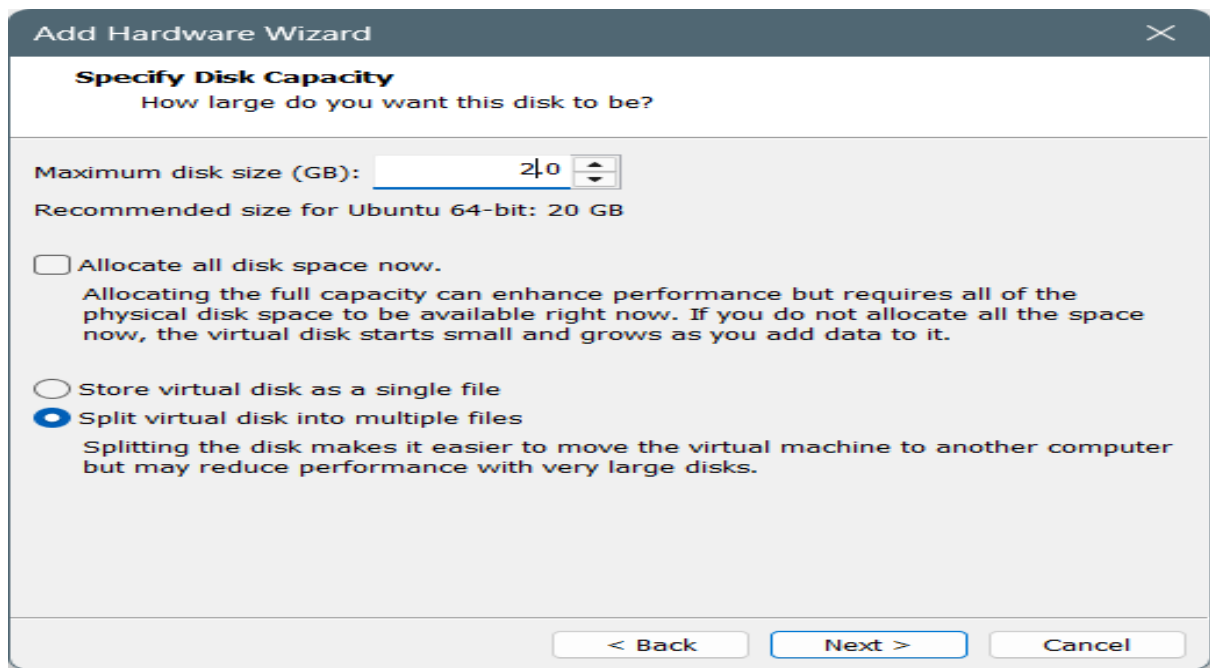 Add Hardware Wizard
Specify Disk Capacity
How large do you want this disk to be?
Maximum disk size (GB): 2.0
Recommended size for Ubuntu 64-bit: 20 GB
Allocate all disk space now.
Allocating the full capacity can enhance performance but requires all of the
physical disk space to be available right now. If you do not allocate all the space
now, the virtual disk starts small and grows as you add data to it.
Store virtual disk as a single file
Split virtual disk into multiple files
Splitting the disk makes it easier to move the virtual machine to another computer
but may reduce performance with very large disks.
< Back Next > Cancel